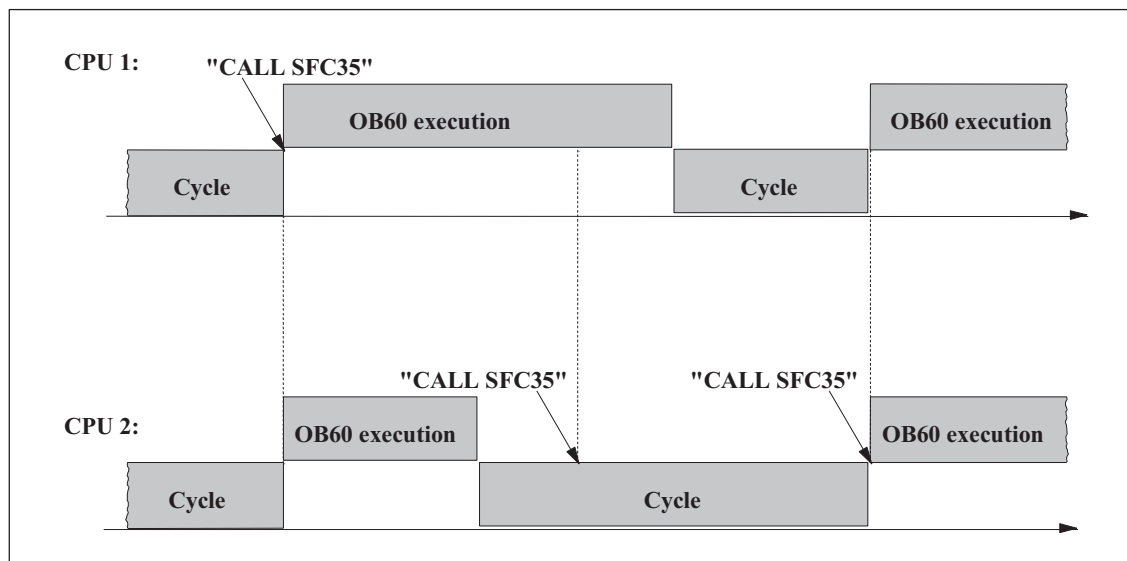 CPU 1:
"CALL SFC35"
OB60 execution
OB60 execution
Cycle
Cycle
"CALL SFC35"
"CALL SFC35"
CPU 2:
OB60 execution
OB60 execution
Cycle
Cycle